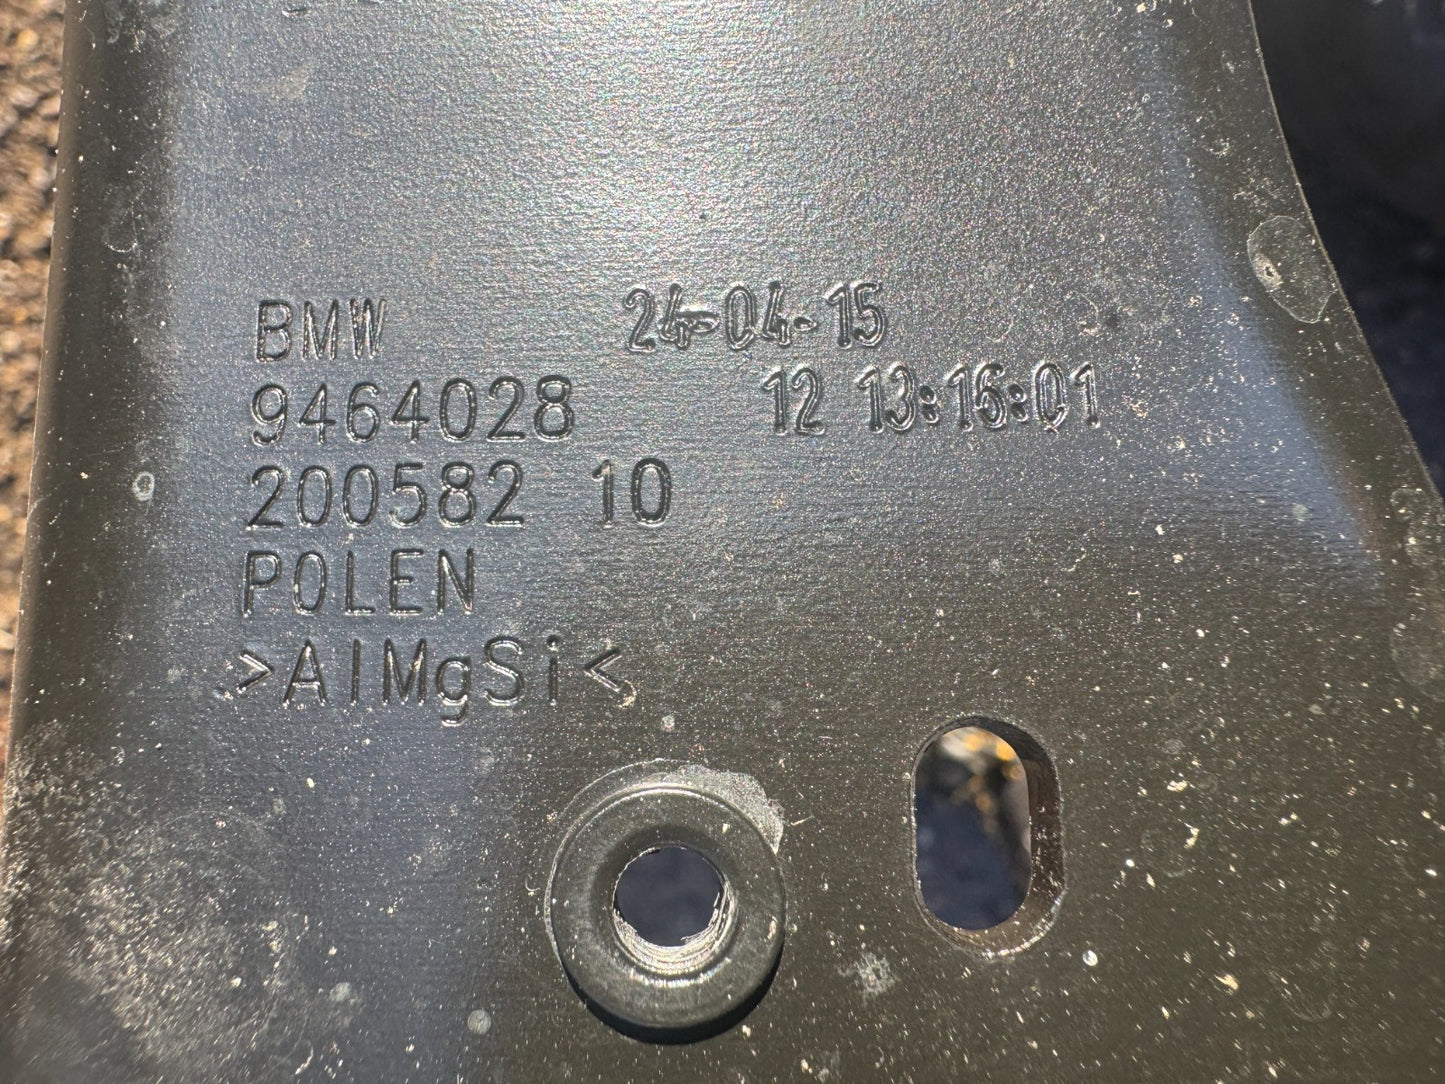 BMW 24-04-15
9464028 12 13:16:01
200582 10
POLEN
>AlMgSi<